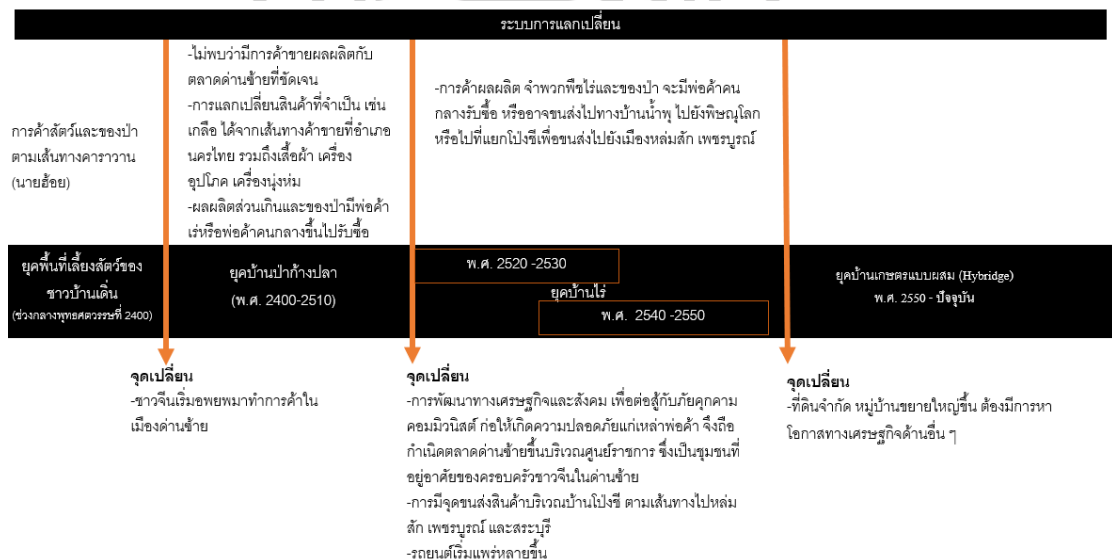 ระบบการแลกเปลี่ยน
การค้าสัตว์และของป่า
ตามเส้นทางคาราวาน
(นายฮ้อย)
-ไม่พบว่ามีการค้าขายผลผลิตกับ
ตลาดด่านซ้ายที่ชัดเจน
-การแลกเปลี่ยนสินค้าที่จำเป็น เช่น
เกลือ ได้จากเส้นทางค้าขายที่อำเภอ
นครไทย รวมถึงเสื้อผ้า เครื่อง
อุปโภค เครื่องนุ่งห่ม
-ผลผลิตส่วนเกินและของป่ามีพ่อค้า
เร่หรือพ่อค้าคนกลางขึ้นไปรับซื้อ
-การค้าผลผลิต จำพวกพืชไร่และของป่า จะมีพ่อค้าคน
กลางรับซื้อ หรืออาจขนส่งไปทางบ้านน้ำพุ ไปยังพิษณุโลก
หรือไปที่แยกโป่งชีเพื่อขนส่งไปยังเมืองหล่มสัก เพชรบูรณ์
ยุคพื้นที่เลี้ยงสัตว์ของ
ชาวบ้านเดิ่น
(ช่วงกลางพุทธศตวรรษที่ 2400)
ยุคบ้านป่าก้างปลา
(พ.ศ. 2400-2510)
พ.ศ. 2520 -2530
ยุคบ้านไร่
พ.ศ. 2540 -2550
ยุคบ้านเกษตรแบบผสม (Hybridge)
พ.ศ. 2550 - ปัจจุบัน
จุดเปลี่ยน
-ชาวจีนเริ่มอพยพมาทำการค้าใน
เมืองด่านซ้าย
จุดเปลี่ยน
-การพัฒนาทางเศรษฐกิจและสังคม เพื่อต่อสู้กับภัยคุกคาม
คอมมิวนิสต์ ก่อให้เกิดความปลอดภัยแก่เหล่าพ่อค้า จึงถือ
กำเนิดตลาดด่านซ้ายขึ้นบริเวณศูนย์ราชการ ซึ่งเป็นชุมชนที่
อยู่อาศัยของครอบครัวชาวจีนในด่านซ้าย
-การมีจุดขนส่งสินค้าบริเวณบ้านโป่งชี ตามเส้นทางไปหล่ม
สัก เพชรบูรณ์ และสระบุรี
-รถยนต์เริ่มแพร่หลายขึ้น
จุดเปลี่ยน
-ที่ดินจำกัด หมู่บ้านขยายใหญ่ขึ้น ต้องมีการหา
โอกาสทางเศรษฐกิจด้านอื่น ๆ